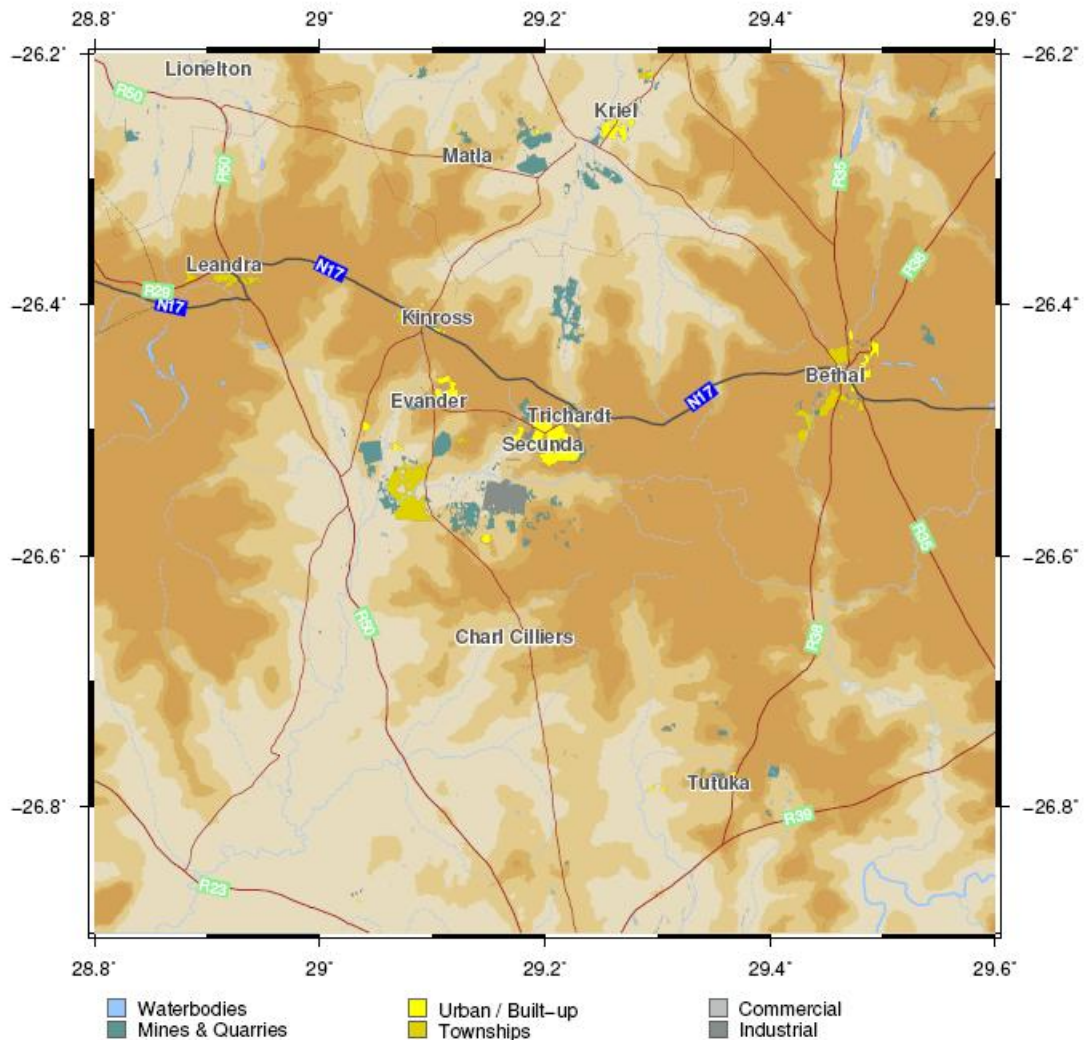 28.8° 29° 29.2° 29.4° 29.6°
−26.2° −26.2°
Lionelton
R50
Kriel
Matla
R50
R35
Leandra
N17
R38
R29
N17
−26.4° −26.4°
Kinross
Bethal
Evander
N17
Trichardt
Secunda
R35
−26.6° −26.6°
R50
Charl Cilliers
R38
Tutuka
−26.8° −26.8°
R39
R23
28.8° 29° 29.2° 29.4° 29.6°
Waterbodies Urban / Built−up Commercial
Mines & Quarries Townships Industrial